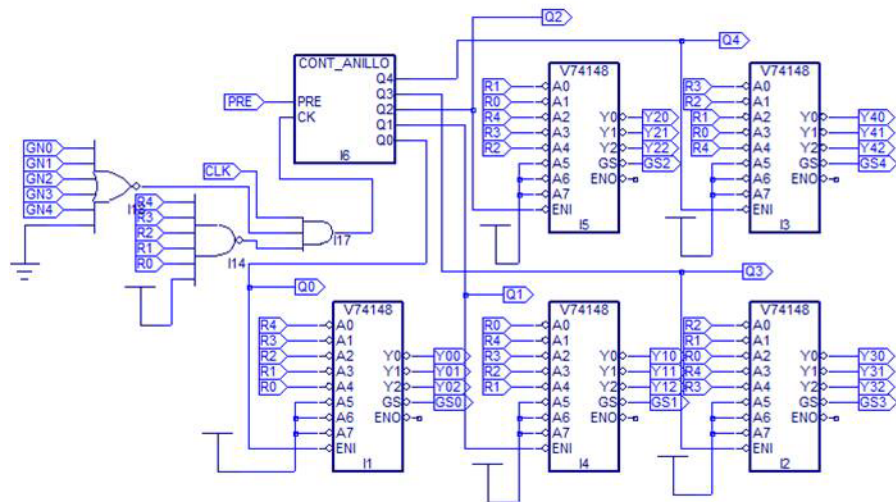 Q2
Q4
CONT_ANILLO
PRE
PRE
CK
Q4
Q3
Q2
Q1
Q0
I6
V74148
R1
R0
R4
R3
R2
A0
A1
A2
A3
A4
A5
A6
A7
ENI
Y0
Y1
Y2
GS
ENO
Y20
Y21
Y22
GS2
I5
V74148
R3
R2
R1
R0
R4
A0
A1
A2
A3
A4
A5
A6
A7
ENI
Y0
Y1
Y2
GS
ENO
Y40
Y41
Y42
GS4
I3
GN0
GN1
GN2
GN3
GN4
CLK
R4
R3
R2
R1
R0
I14
I17
Q0
Q1
Q3
V74148
R4
R3
R2
R1
R0
A0
A1
A2
A3
A4
A5
A6
A7
ENI
Y0
Y1
Y2
GS
ENO
Y00
Y01
Y02
GS0
I1
V74148
R0
R4
R3
R2
R1
A0
A1
A2
A3
A4
A5
A6
A7
ENI
Y0
Y1
Y2
GS
ENO
Y10
Y11
Y12
GS1
I4
V74148
R2
R1
R0
R4
R3
A0
A1
A2
A3
A4
A5
A6
A7
ENI
Y0
Y1
Y2
GS
ENO
Y30
Y31
Y32
GS3
I2